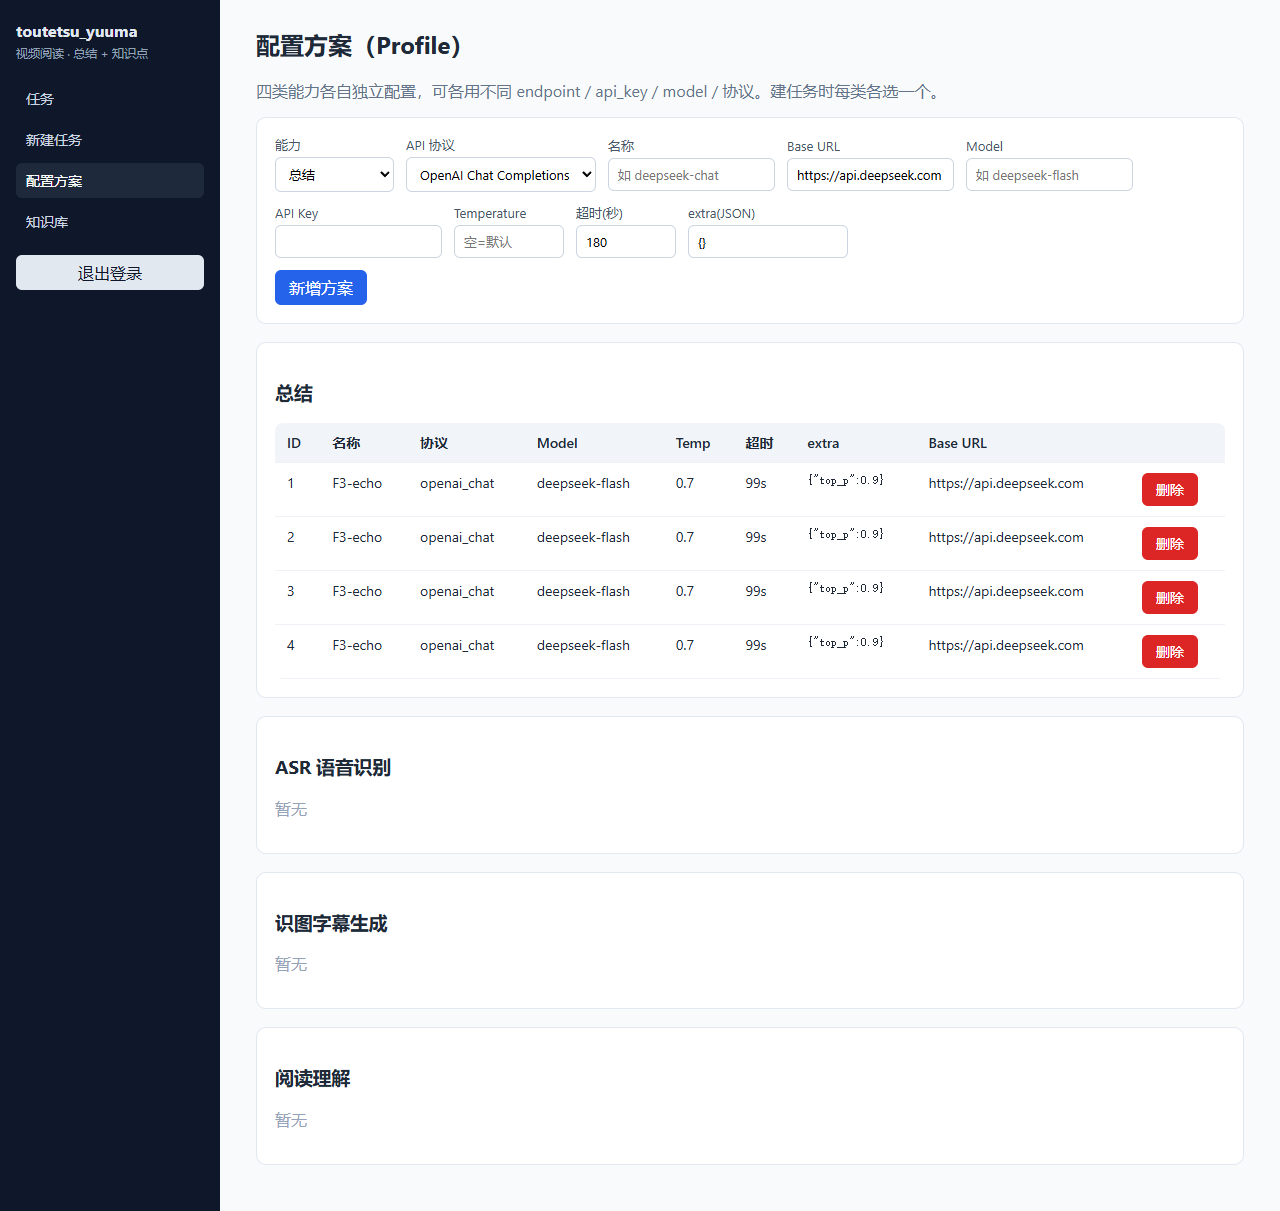 toutetsu_yuuma
视频阅读 · 总结 + 知识点
任务
新建任务
配置方案
知识库
退出登录
配置方案（Profile）
四类能力各自独立配置，可各用不同 endpoint / api_key / model / 协议。建任务时每类各选一个。
能力 API 协议 名称 Base URL Model
总结 OpenAI Chat Completions 如 deepseek-chat https://api.deepseek.com 如 deepseek-flash
API Key Temperature 超时(秒) extra(JSON)
空=默认 180 {}
新增方案
总结
ID 名称 协议 Model Temp 超时 extra Base URL
1 F3-echo openai_chat deepseek-flash 0.7 99s {"top_p":0.9} https://api.deepseek.com 删除
2 F3-echo openai_chat deepseek-flash 0.7 99s {"top_p":0.9} https://api.deepseek.com 删除
3 F3-echo openai_chat deepseek-flash 0.7 99s {"top_p":0.9} https://api.deepseek.com 删除
4 F3-echo openai_chat deepseek-flash 0.7 99s {"top_p":0.9} https://api.deepseek.com 删除
ASR 语音识别
暂无
识图字幕生成
暂无
阅读理解
暂无